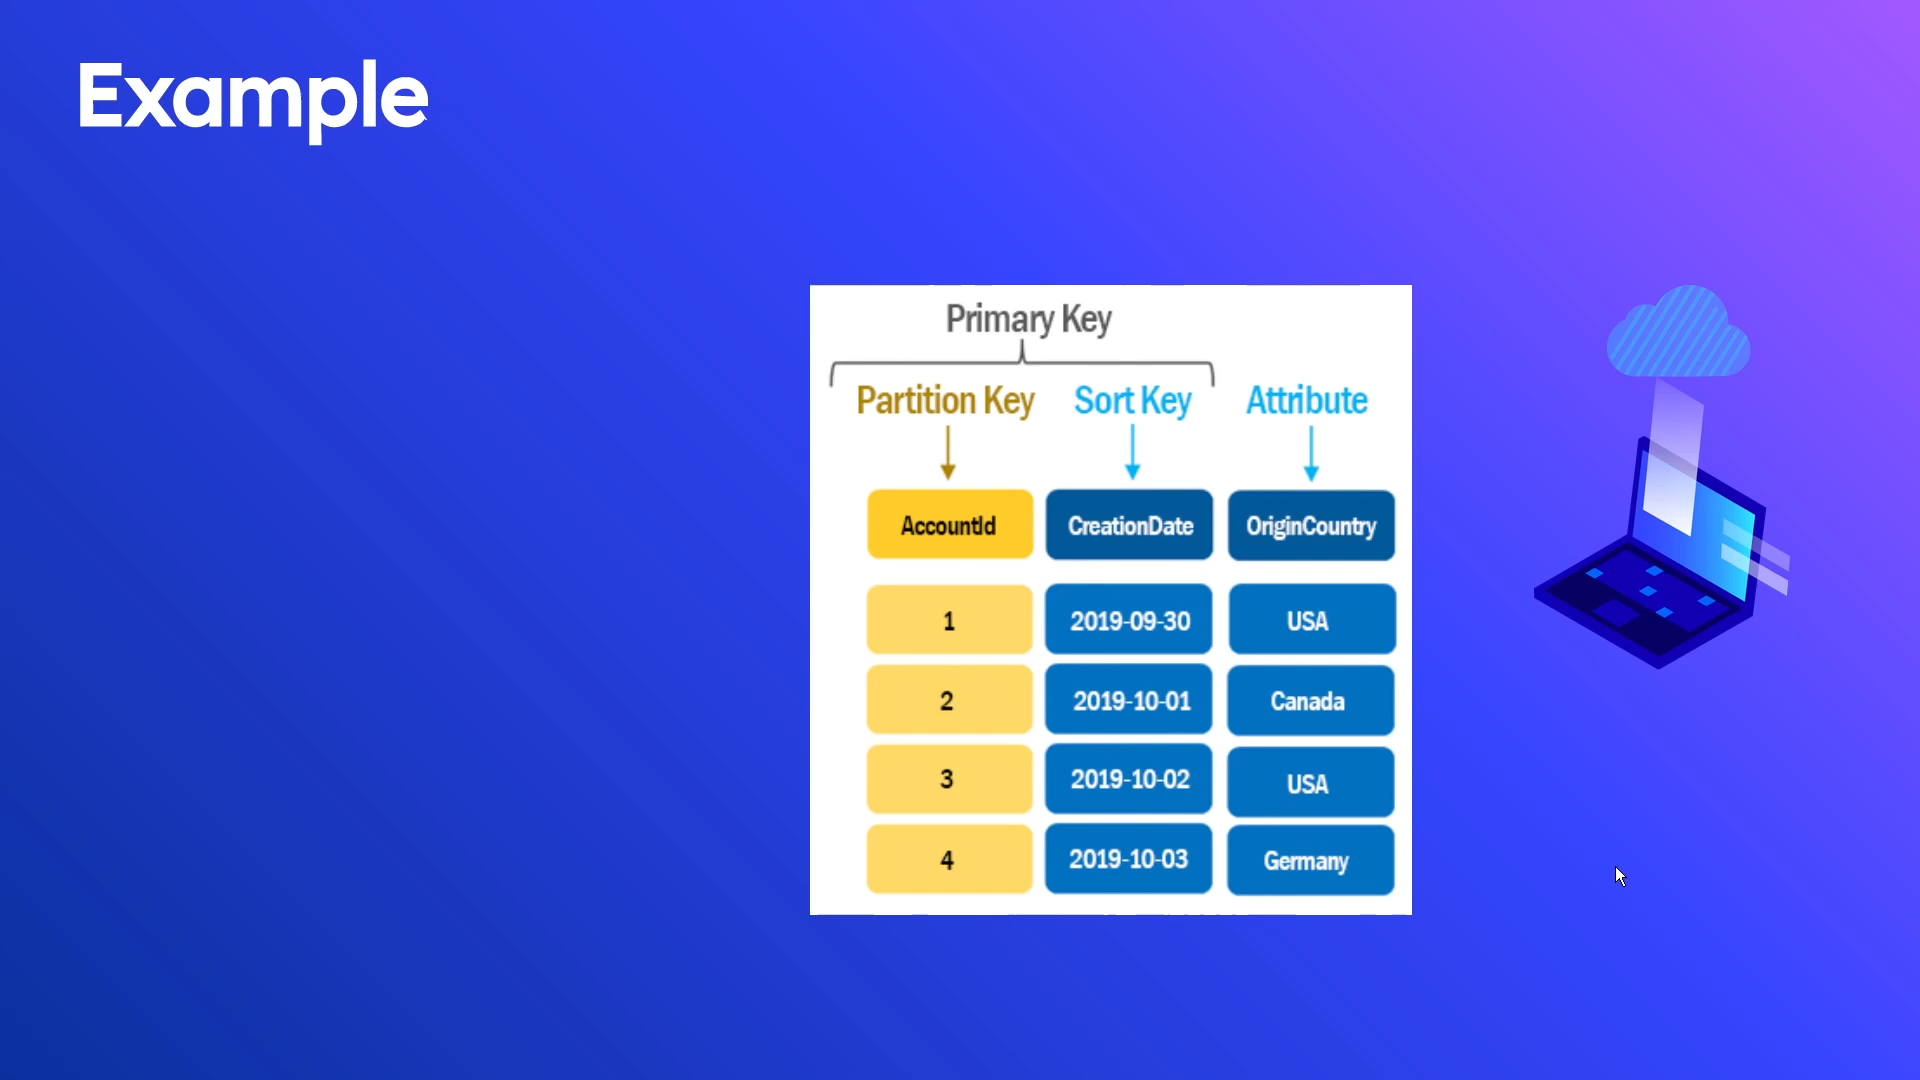 Example
Primary Key
Partition Key Sort Key Attribute
AccountId CreationDate OriginCountry
1 2019-09-30 USA
2 2019-10-01 Canada
3 2019-10-02 USA
4 2019-10-03 Germany